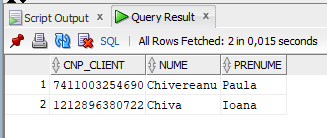 Script Output × Query Result ×
SQL | All Rows Fetched: 2 in 0,015 seconds
CNP_CLIENT NUME PRENUME
1 7411003254690 Chivereanu Paula
2 1212896380722 Chiva Ioana